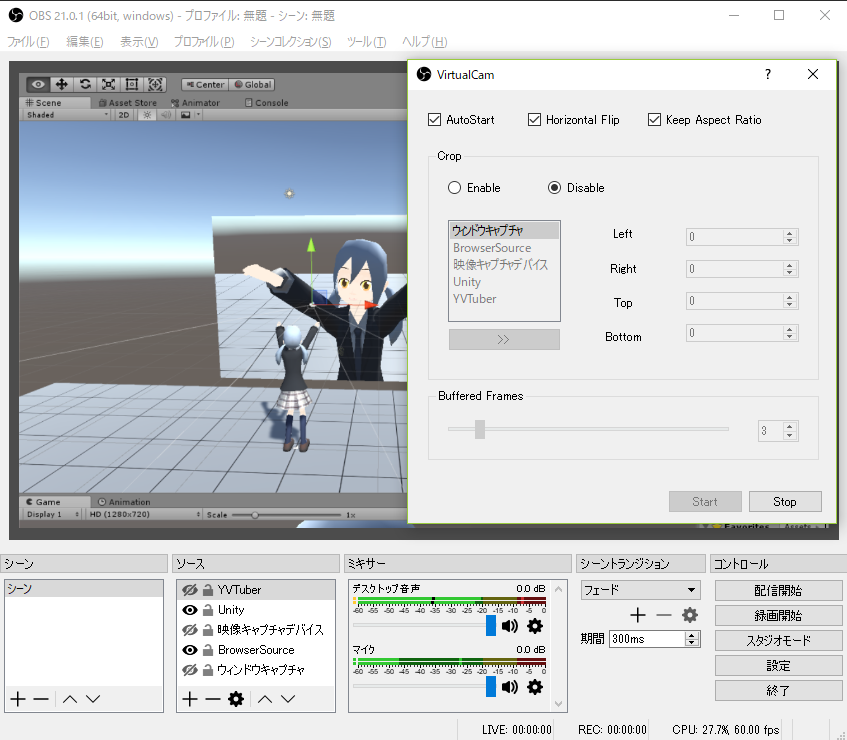 OBS 21.0.1 (64bit, windows) - プロファイル: 無題 - シーン: 無題
ファイル(F) 編集(E) 表示(V) プロファイル(P) シーンコレクション(S) ツール(T) ヘルプ(H)
Center Global
Scene Asset Store Animator Console
Shaded 2D
VirtualCam ?
AutoStart Horizontal Flip Keep Aspect Ratio
Crop
Enable Disable
ウィンドウキャプチャ
BrowserSource
映像キャプチャデバイス
Unity
YVTuber
>>
Left 0
Right 0
Top 0
Bottom 0
Buffered Frames
3
Start Stop
Game Animation
Display 1 HD (1280x720) Scale 1x
シーン
シーン
ソース
YVTuber
Unity
映像キャプチャデバイス
BrowserSource
ウィンドウキャプチャ
ミキサー
デスクトップ音声 0.0 dB
-60 -55 -50 -45 -40 -35 -30 -25 -20 -15 -10 -5 0
マイク 0.0 dB
-60 -55 -50 -45 -40 -35 -30 -25 -20 -15 -10 -5 0
シーントランジション
フェード
期間 300ms
コントロール
配信開始
録画開始
スタジオモード
設定
終了
LIVE: 00:00:00 REC: 00:00:00 CPU: 27.7%, 60.00 fps